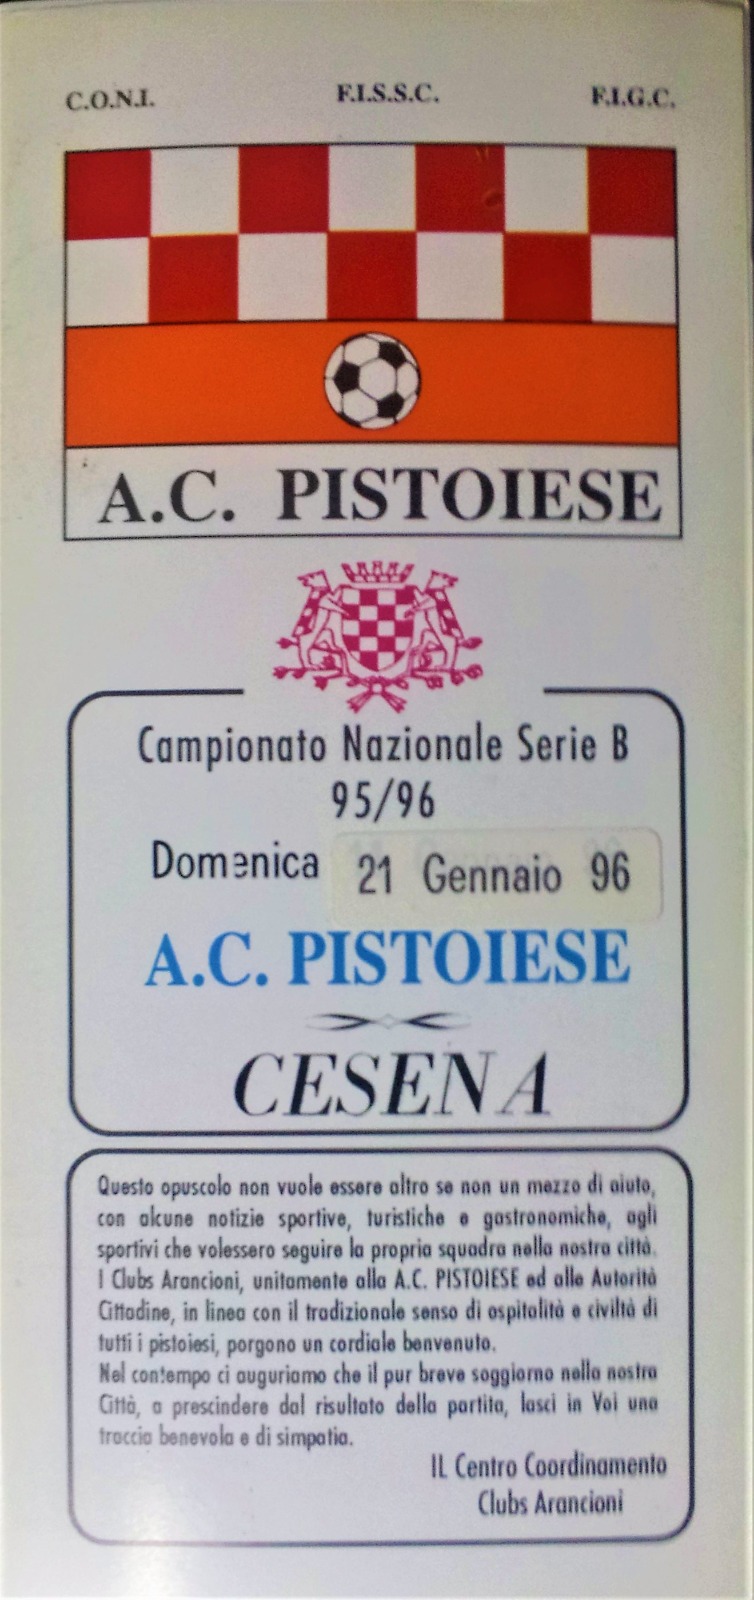 C.O.N.I. F.I.S.S.C. F.I.G.C.
A.C. PISTOIESE
Campionato Nazionale Serie B
95/96
Domenica 21 Gennaio 96
A.C. PISTOIESE
CESENA
Questo opuscolo non vuole essere altro se non un mezzo di aiuto,
con alcune notizie sportive, turistiche e gastronomiche, agli
sportivi che volessero seguire la propria squadra nella nostra città.
I Clubs Arancioni, unitamente alla A.C. PISTOIESE ed alle Autorità
Cittadine, in linea con il tradizionale senso di ospitalità e civiltà di
tutti i pistoiesi, porgono un cordiale benvenuto.
Nel contempo ci auguriamo che il pur breve soggiorno nella nostra
Città, a prescindere dal risultato della partita, lasci in Voi una
traccia benevola e di simpatia.
IL Centro Coordinamento
Clubs Arancioni